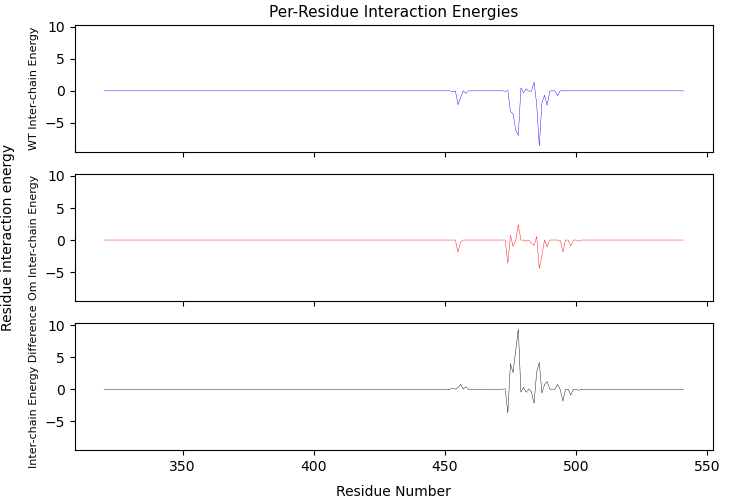 Per-Residue Interaction Energies
Residue interaction energy
WT Inter-chain Energy
10
5
0
−5
Om Inter-chain Energy
10
5
0
−5
Inter-chain Energy Difference
10
5
0
−5
350
400
450
500
550
Residue Number